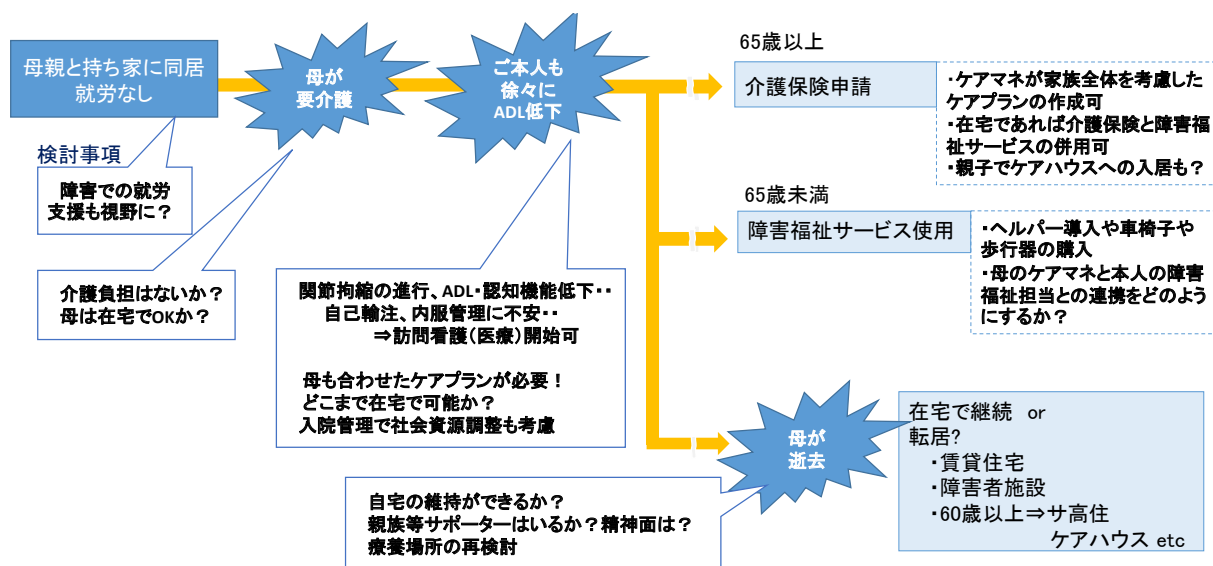 母親と持ち家に同居
就労なし
検討事項
障害での就労
支援も視野に？
母が
要介護
介護負担はないか？
母は在宅でOKか？
ご本人も
徐々に
ADL低下
関節拘縮の進行、ADL・認知機能低下・・
自己輸注、内服管理に不安・・
⇒訪問看護（医療）開始可
母も合わせたケアプランが必要！
どこまで在宅で可能か？
入院管理で社会資源調整も考慮
65歳以上
介護保険申請
・ケアマネが家族全体を考慮した
ケアプランの作成可
・在宅であれば介護保険と障害福
祉サービスの併用可
・親子でケアハウスへの入居も？
65歳未満
障害福祉サービス使用
・ヘルパー導入や車椅子や
歩行器の購入
・母のケアマネと本人の障害
福祉担当との連携をどのよう
にするか？
母が
逝去
自宅の維持ができるか？
親族等サポーターはいるか？精神面は？
療養場所の再検討
在宅で継続 or
転居?
・賃貸住宅
・障害者施設
・60歳以上⇒サ高住
ケアハウス etc